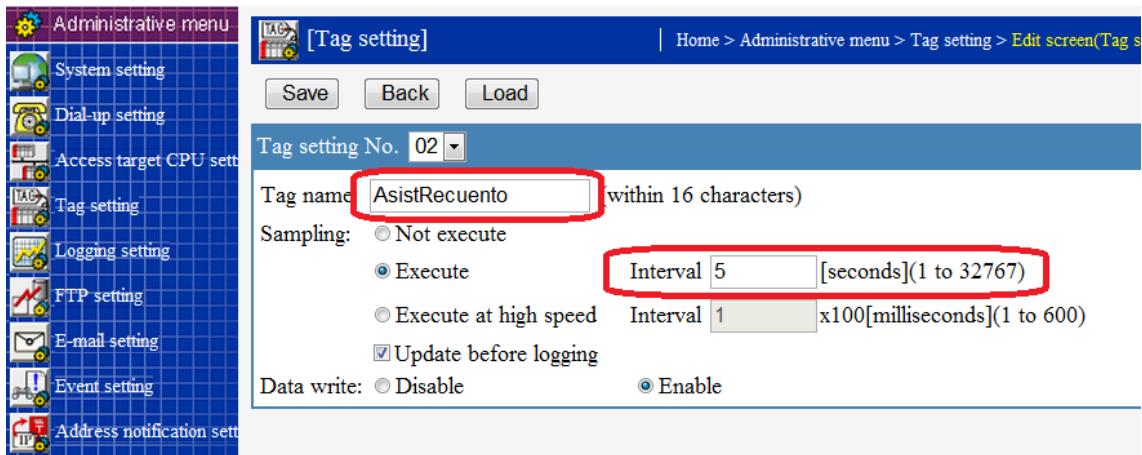 Administrative menu
System setting
Dial-up setting
Access target CPU sett
Tag setting
Logging setting
FTP setting
E-mail setting
Event setting
Address notification sett
TAG
[Tag setting]
Home > Administrative menu > Tag setting > Edit screen(Tag s
Save Back Load
Tag setting No. 02
Tag name AsistRecuento (within 16 characters)
Sampling: Not execute
Execute Interval 5 [seconds](1 to 32767)
Execute at high speed Interval 1 x100[milliseconds](1 to 600)
Update before logging
Data write: Disable Enable